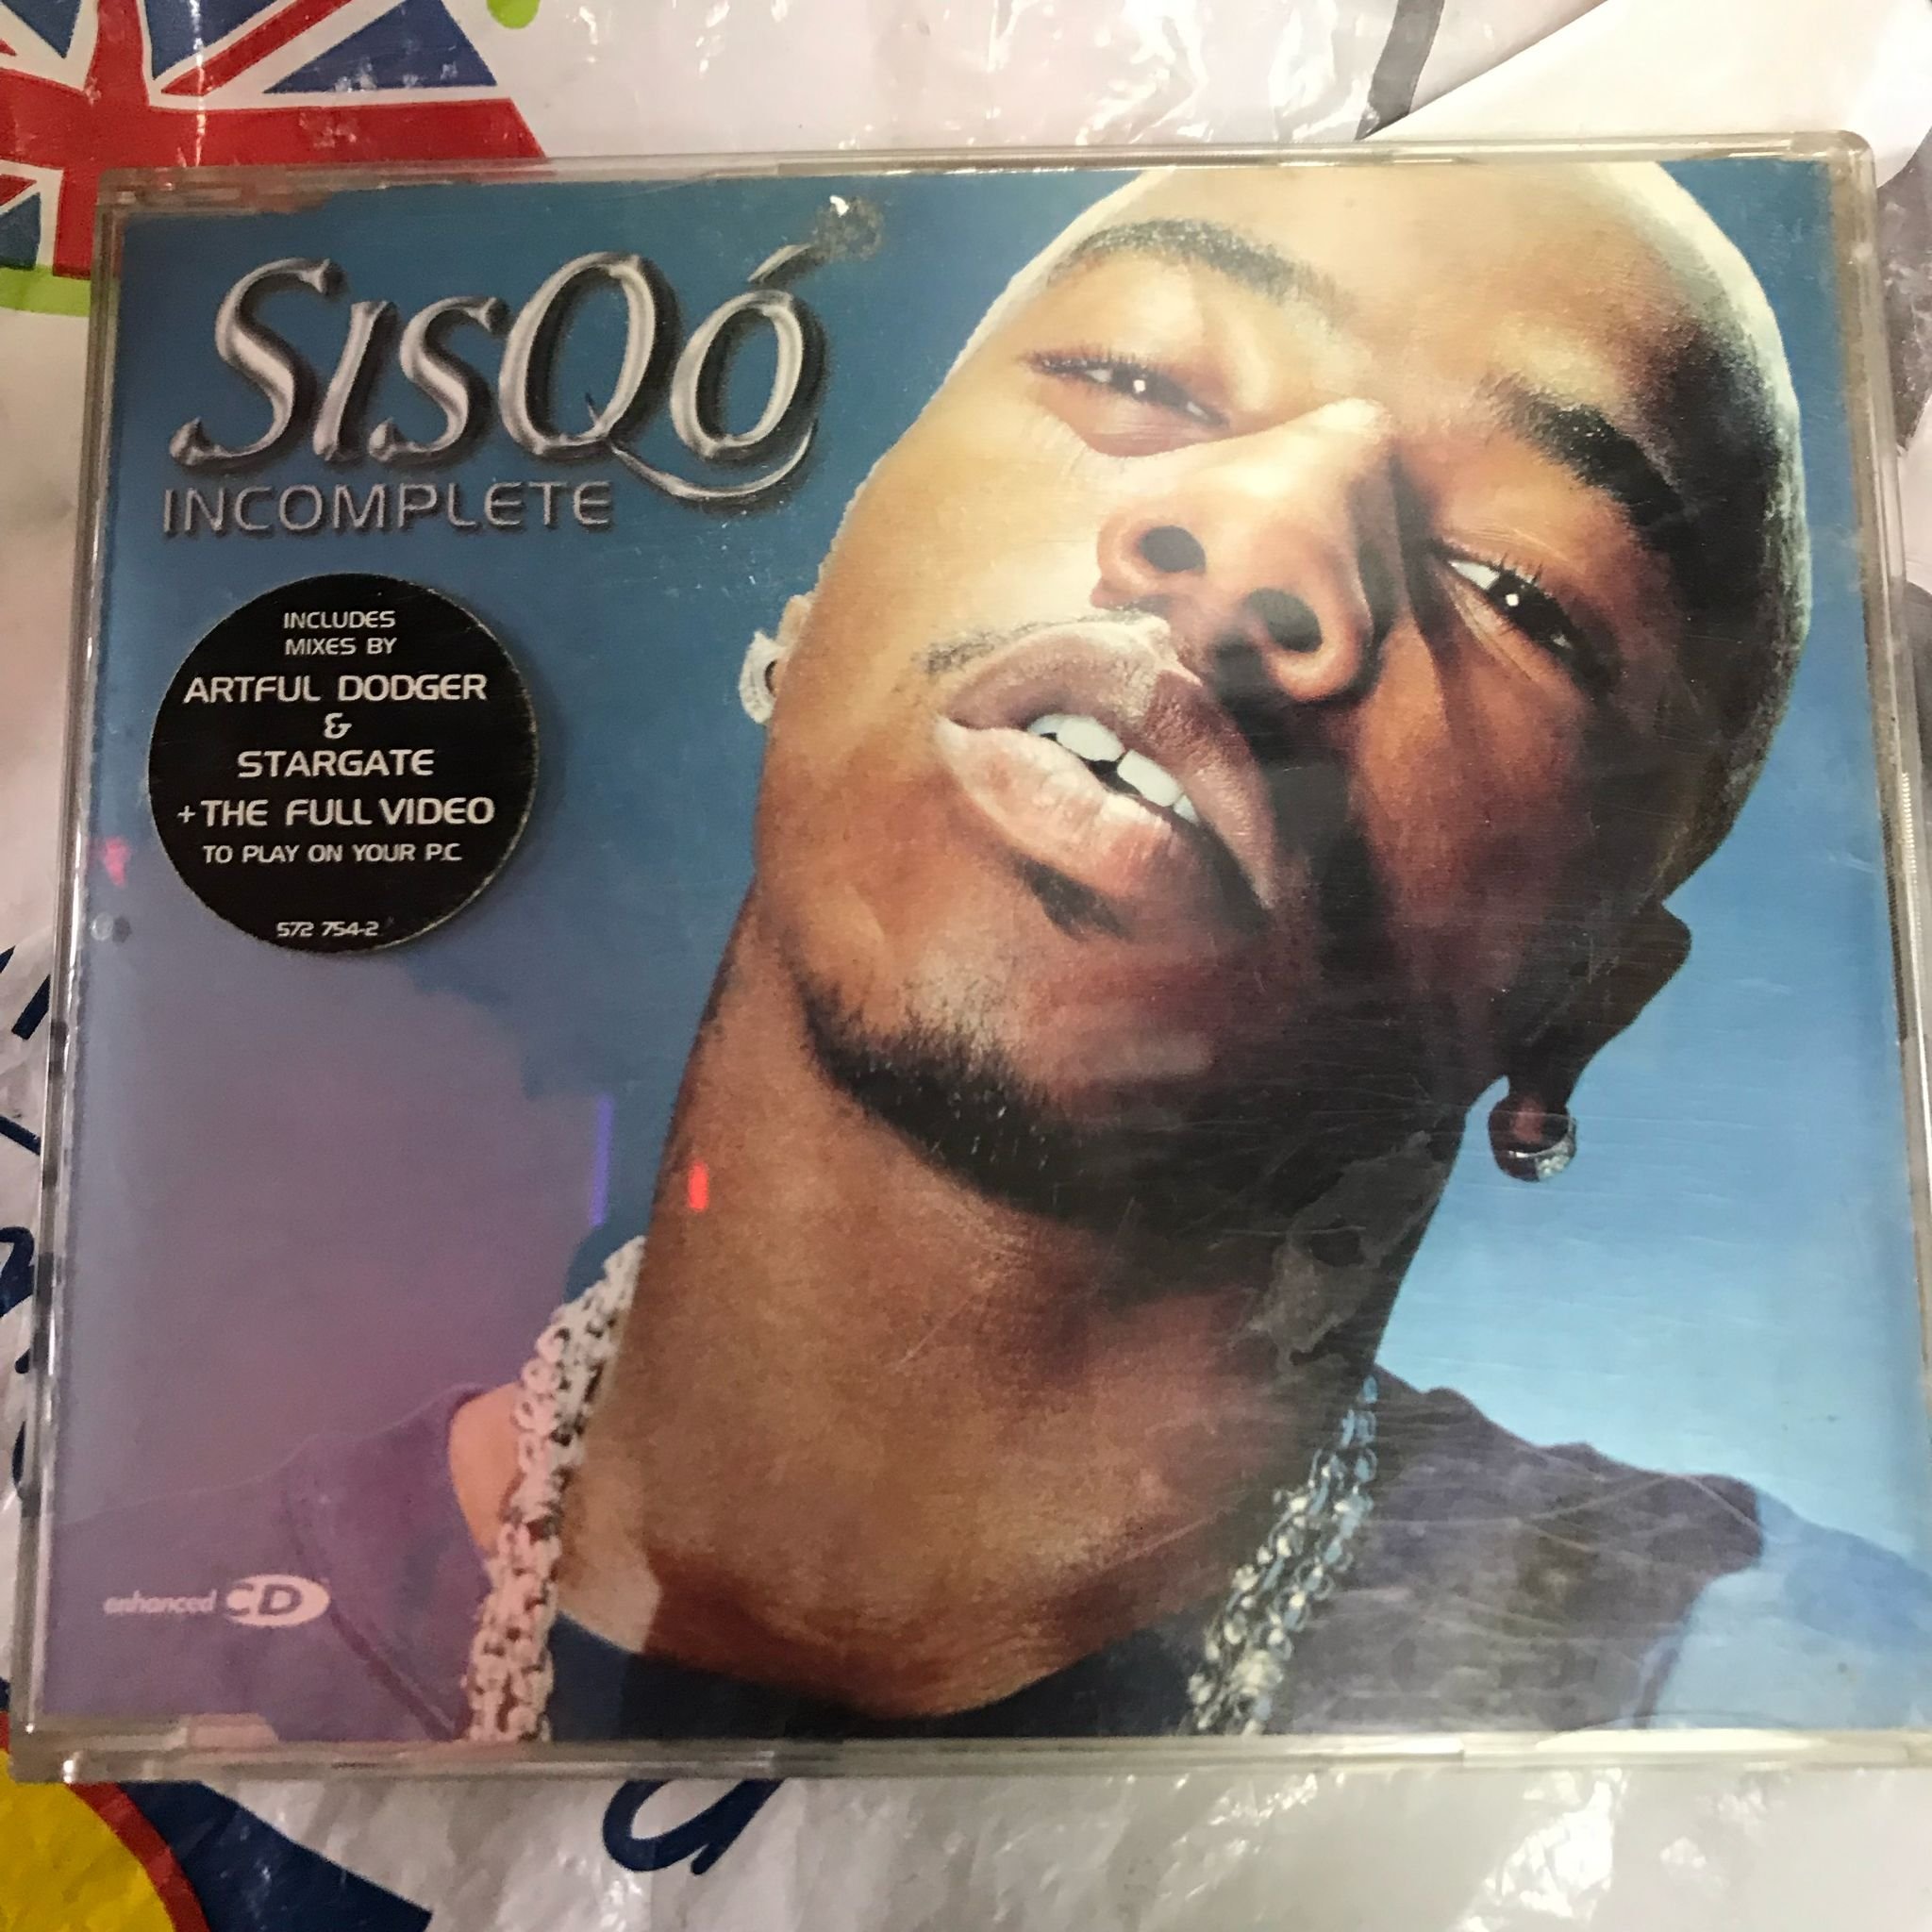 SisQó
INCOMPLETE
INCLUDES
MIXES BY
ARTFUL DODGER
&
STARGATE
+THE FULL VIDEO
TO PLAY ON YOUR P.C
572 754-2
enhanced CD